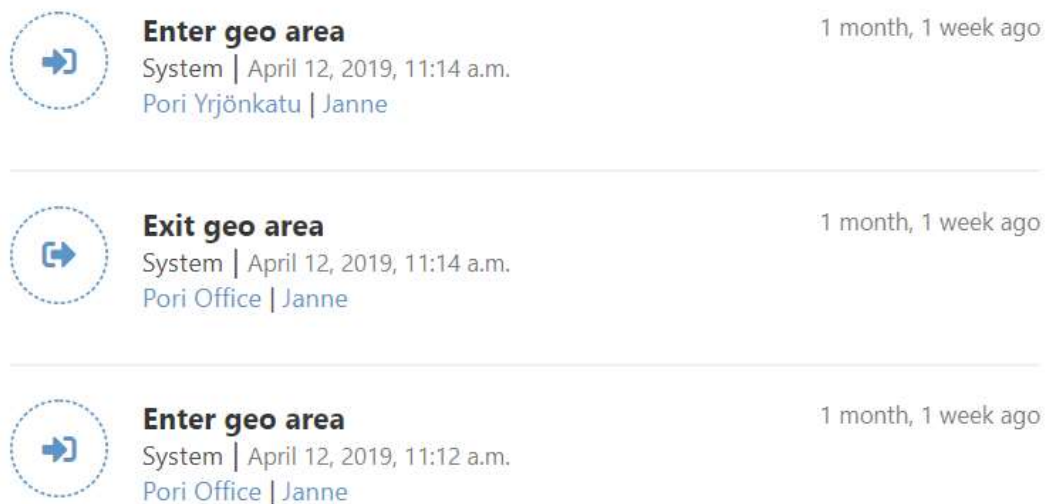 Enter geo area
1 month, 1 week ago
System | April 12, 2019, 11:14 a.m.
Pori Yrjönkatu | Janne
Exit geo area
1 month, 1 week ago
System | April 12, 2019, 11:14 a.m.
Pori Office | Janne
Enter geo area
1 month, 1 week ago
System | April 12, 2019, 11:12 a.m.
Pori Office | Janne